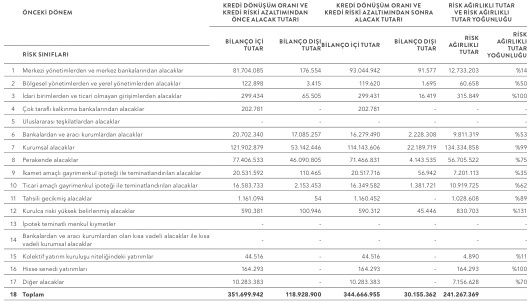 ÖNCEKİ DÖNEM
KREDİ DÖNÜŞÜM ORANI VE KREDİ RİSKİ AZALTIMINDAN ÖNCE ALACAK TUTARI
KREDİ DÖNÜŞÜM ORANI VE KREDİ RİSKİ AZALTIMINDAN SONRA ALACAK TUTARI
RİSK AĞIRLIKLI TUTAR VE RİSK AĞIRLIKLI TUTAR YOĞUNLUĞU
RİSK SINIFLARI BİLANÇO İÇİ TUTAR BİLANÇO DIŞI TUTAR BİLANÇO İÇİ TUTAR BİLANÇO DIŞI TUTAR RİSK AĞIRLIKLI TUTAR RİSK AĞIRLIKLI TUTAR YOĞUNLUĞU
1 Merkezi yönetimlerden ve merkez bankalarından alacaklar 81.704.085 176.554 93.044.942 91.577 12.733.203 %14
2 Bölgesel yönetimlerden ve yerel yönetimlerden alacaklar 122.898 3.415 119.620 1.695 60.658 %50
3 İdari birimlerden ve ticari olmayan girişimlerden alacaklar 299.434 65.505 299.431 16.419 315.849 %100
4 Çok taraflı kalkınma bankalarından alacaklar 202.781 - 202.781 - - -
5 Uluslararası teşkilatlardan alacaklar - - - - - -
6 Bankalardan ve aracı kurumlardan alacaklar 20.702.340 17.085.257 16.279.490 2.228.308 9.811.319 %53
7 Kurumsal alacaklar 121.902.879 53.142.446 114.143.606 22.189.719 134.334.858 %99
8 Perakende alacaklar 77.406.533 46.090.805 71.466.831 4.143.535 56.705.522 %75
9 İkamet amaçlı gayrimenkul ipoteği ile teminatlandırılan alacaklar 20.531.592 110.465 20.517.716 56.942 7.201.113 %35
10 Ticari amaçlı gayrimenkul ipoteği ile teminatlandırılan alacaklar 16.583.733 2.153.453 16.349.582 1.381.721 10.919.725 %62
11 Tahsili gecikmiş alacaklar 1.161.094 54 1.160.452 - 1.028.608 %89
12 Kurulca riski yüksek belirlenmiş alacaklar 590.381 100.946 590.312 45.446 830.703 %131
13 İpotek teminatlı menkul kıymetler - - - - - -
14 Bankalardan ve aracı kurumlardan olan kısa vadeli alacaklar ile kısa vadeli kurumsal alacaklar - - - - - -
15 Kolektif yatırım kuruluşu niteliğindeki yatırımlar 44.516 - 44.516 - 4.890 %11
16 Hisse senedi yatırımları 164.293 - 164.293 - 164.293 %100
17 Diğer alacaklar 10.283.383 - 10.283.383 - 7.156.628 %70
18 Toplam 351.699.942 118.928.900 344.666.955 30.155.362 241.267.369